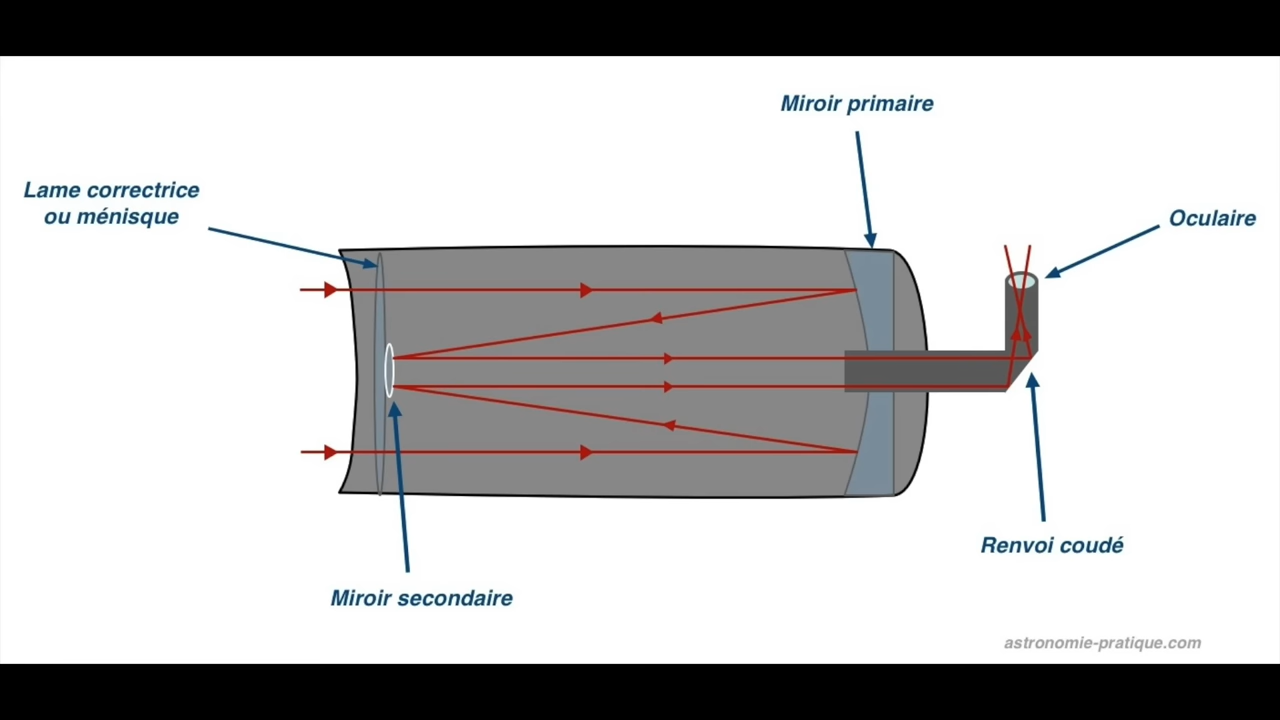 Miroir primaire
Lame correctrice
ou ménisque
Oculaire
Renvoi coudé
Miroir secondaire
astronomie-pratique.com